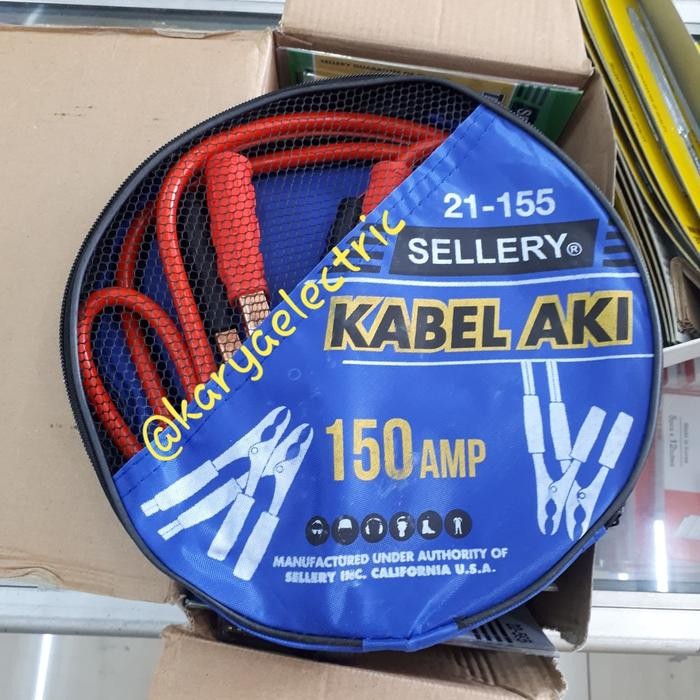 21-155
SELLERY®
KABEL AKI
@karyaelectric
150 AMP
MANUFACTURED UNDER AUTHORITY OF
SELLERY INC. CALIFORNIA U.S.A.